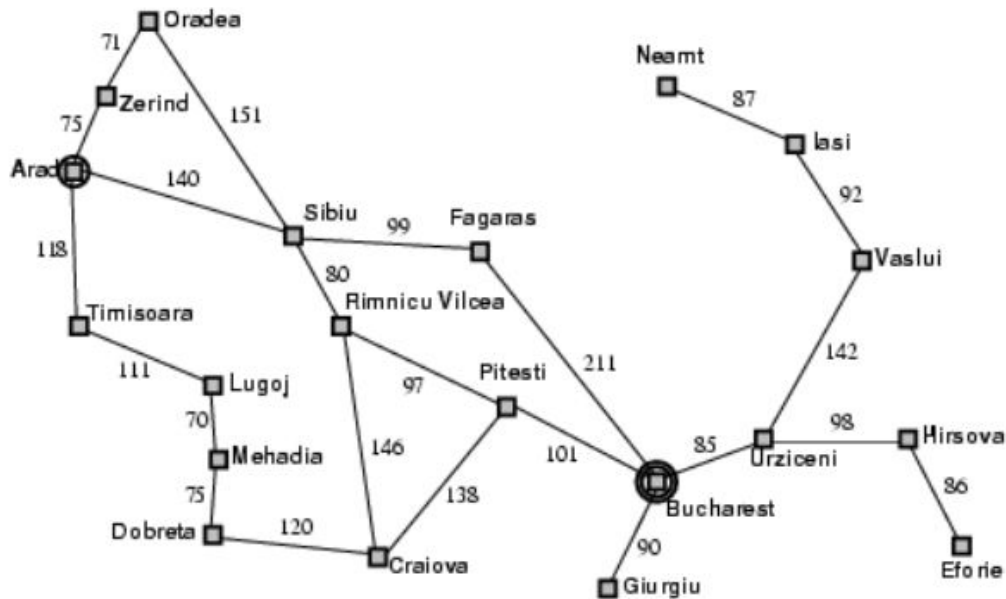 Oradea
71
Neamt
Zerind
87
75
151
Iasi
Arad
140
92
Sibiu
Fagaras
99
118
Vaslui
80
Timisoara
Rimnicu Vilcea
142
111
Pitesti
211
Lugoj
97
70
98
Hirsova
146
101
85
Urziceni
Mehadia
138
86
75
Bucharest
120
Dobreta
90
Craiova
Eforie
Giurgiu